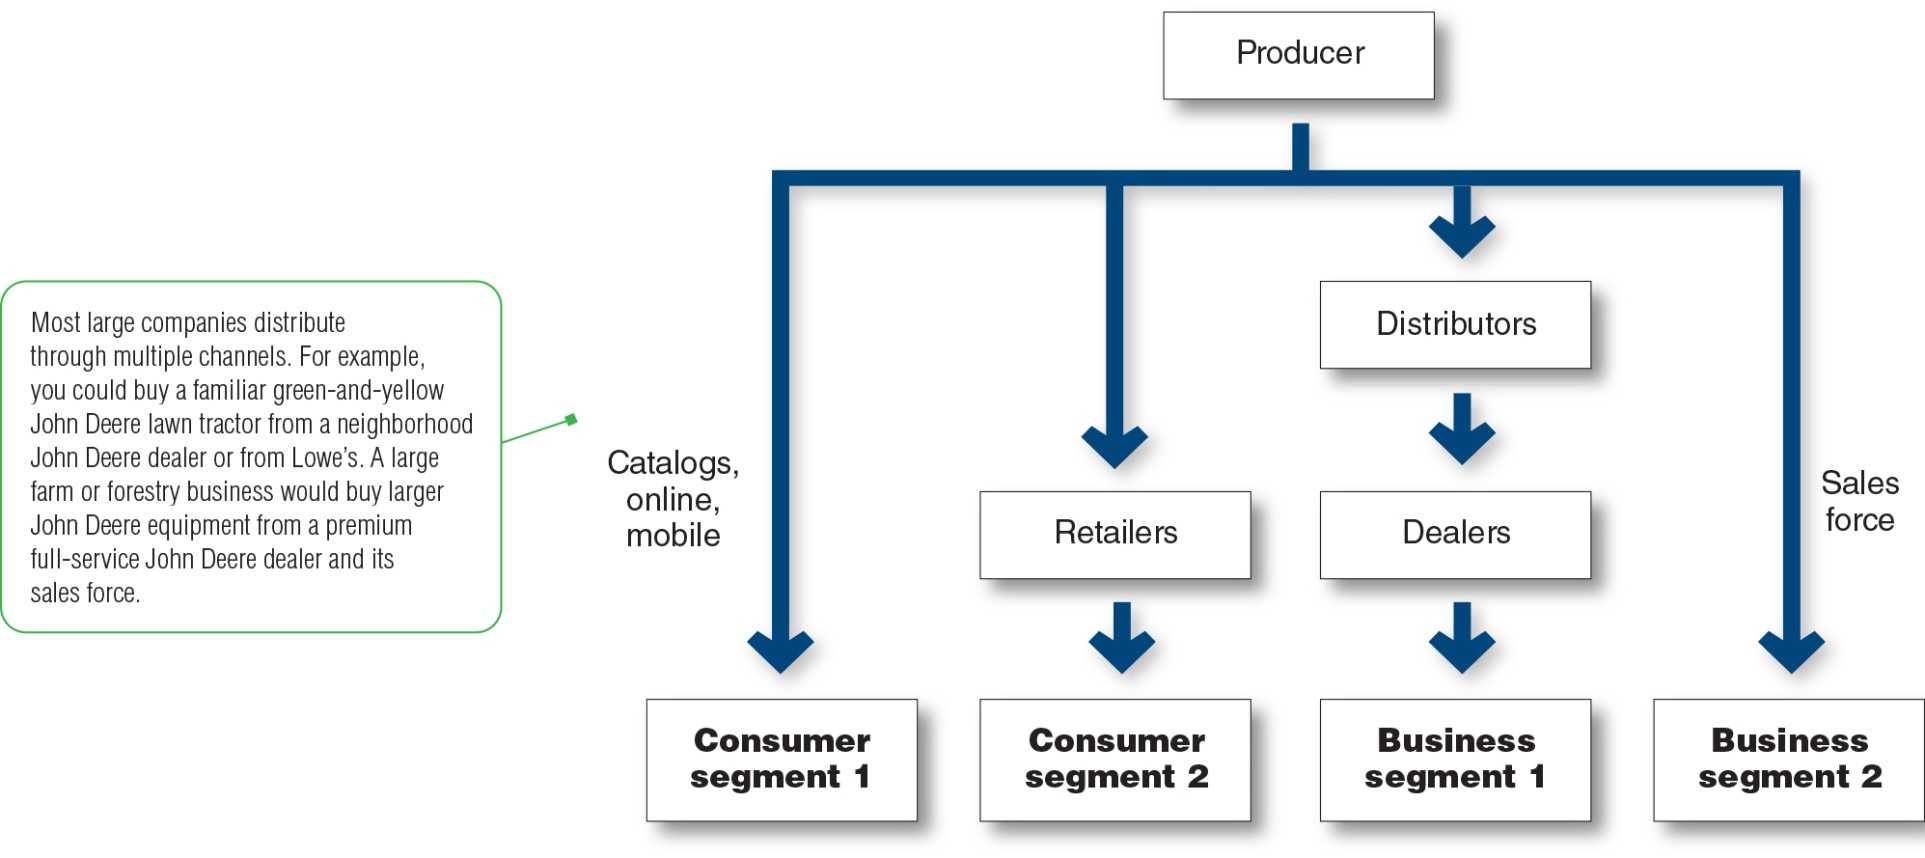 Producer
Distributors
Most large companies distribute
through multiple channels. For example,
you could buy a familiar green-and-yellow
John Deere lawn tractor from a neighborhood
John Deere dealer or from Lowe's. A large
farm or forestry business would buy larger
John Deere equipment from a premium
full-service John Deere dealer and its
sales force.
Catalogs,
online,
mobile
Retailers
Dealers
Sales
force
Consumer
segment 1
Consumer
segment 2
Business
segment 1
Business
segment 2